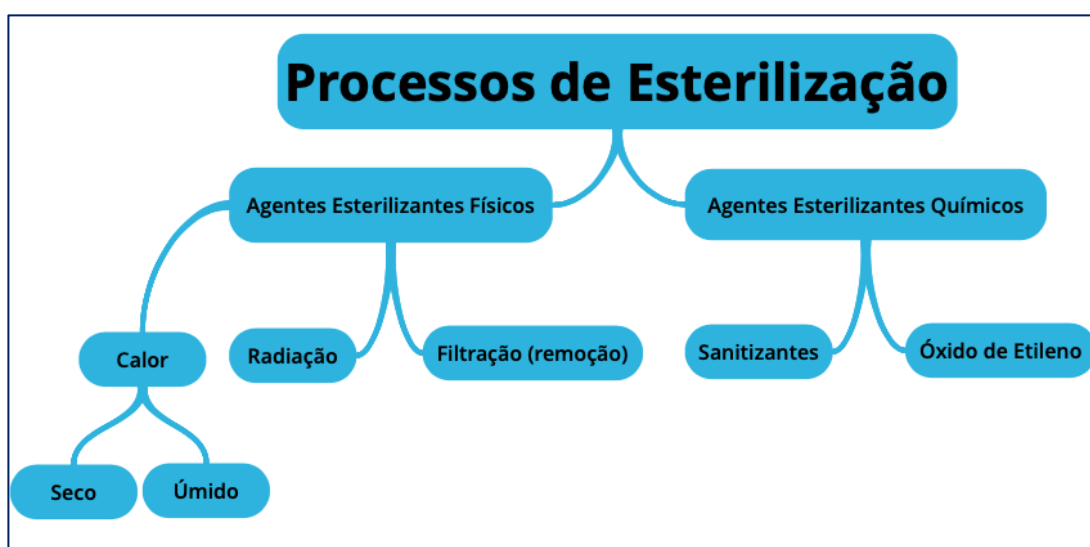 Processos de Esterilização
Agentes Esterilizantes Físicos
Agentes Esterilizantes Químicos
Calor
Radiação
Filtração (remoção)
Sanitizantes
Óxido de Etileno
Seco
Úmido